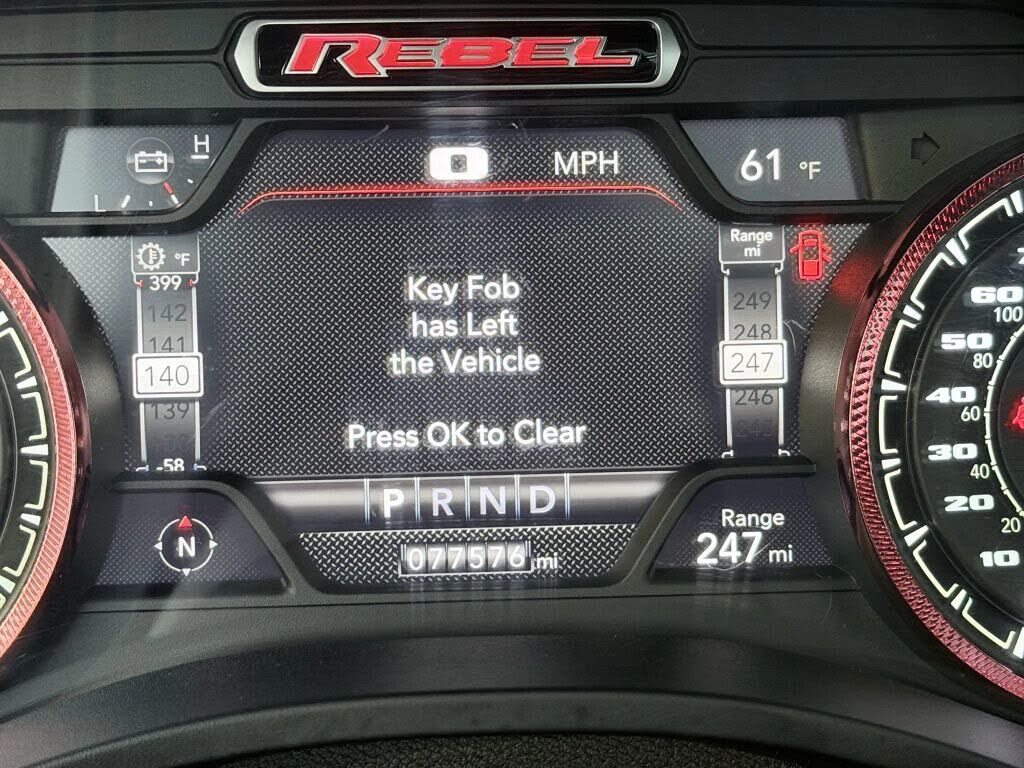 REBEL
H
L
0 MPH
61 °F
°F
399
142
141
140
139
-58
Range
mi
249
248
247
246
Key Fob
has Left
the Vehicle
Press OK to Clear
P R N D
N
077576 mi
Range
247 mi
60
100
50
80
40
60
30
40
20
20
10